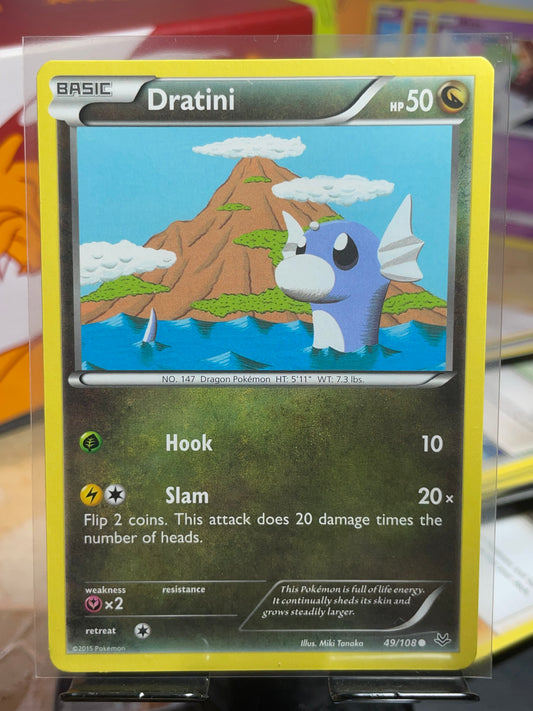 BASIC
Dratini
HP 50
NO. 147 Dragon Pokémon HT: 5'11" WT: 7.3 lbs.
Hook 10
Slam 20×
Flip 2 coins. This attack does 20 damage times the
number of heads.
weakness resistance
×2
retreat
This Pokémon is full of life energy.
It continually sheds its skin and
grows steadily larger.
Illus. Miki Tanaka 49/108
©2015 Pokémon